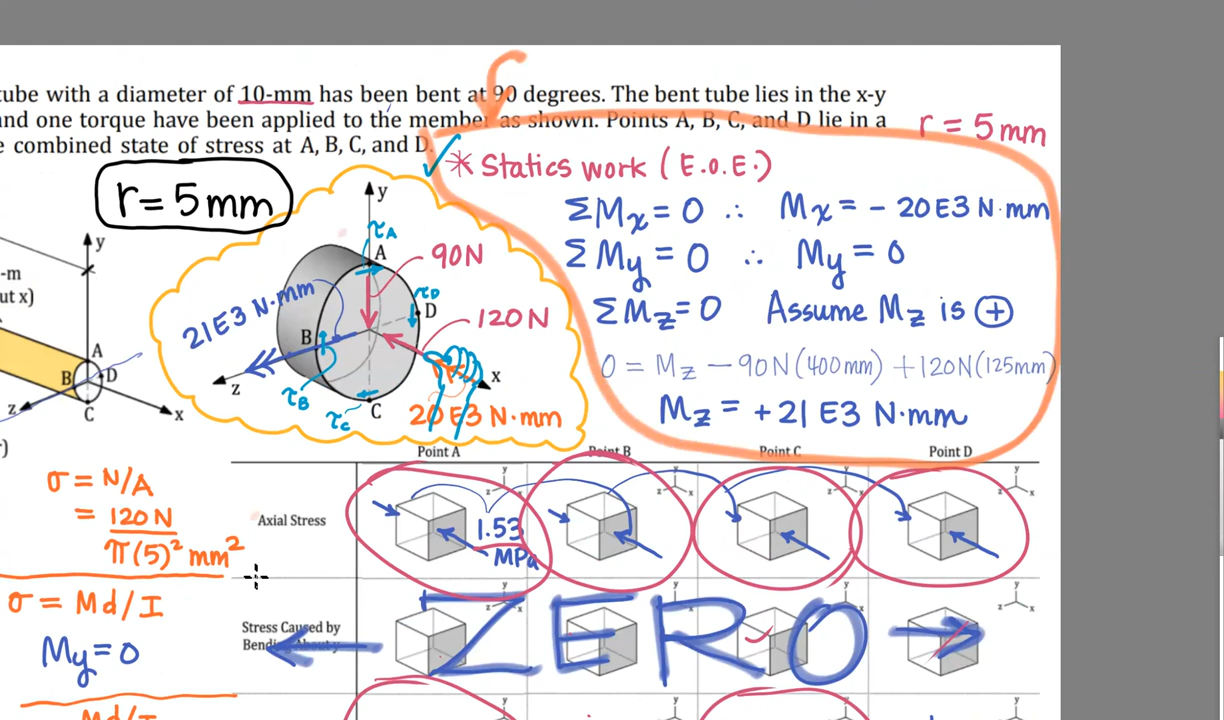 tube with a diameter of 10-mm has been bent at 90 degrees. The bent tube lies in the x-y
and one torque have been applied to the member as shown. Points A, B, C, and D lie in a
e combined state of stress at A, B, C, and D.
r = 5 mm
✓ * Statics work (E.O.E.)
r = 5 mm
ΣMx = 0 ∴ Mx = - 20E3 N·mm
ΣMy = 0 ∴ My = 0
ΣMz = 0 Assume Mz is ⊕
0 = Mz - 90N(400mm) + 120N(125mm)
Mz = +21 E3 N·mm
y
τA
A
90N
21E3 N·mm
τD
D
120N
B
z
x
τB
τC
C
20E3 N·mm
-m
ut x)
y
A
B
D
z
C
x
)
Point A Point B Point C Point D
σ = N/A
= 120N
π(5)² mm²
Axial Stress
1.53
MPa
y z x
y z x
y z x
y z x
σ = Md/I
My = 0
Stress Caused by
Bending About y
ZERO
y z x
y
y
y z x
Md/I
y
y
y
y